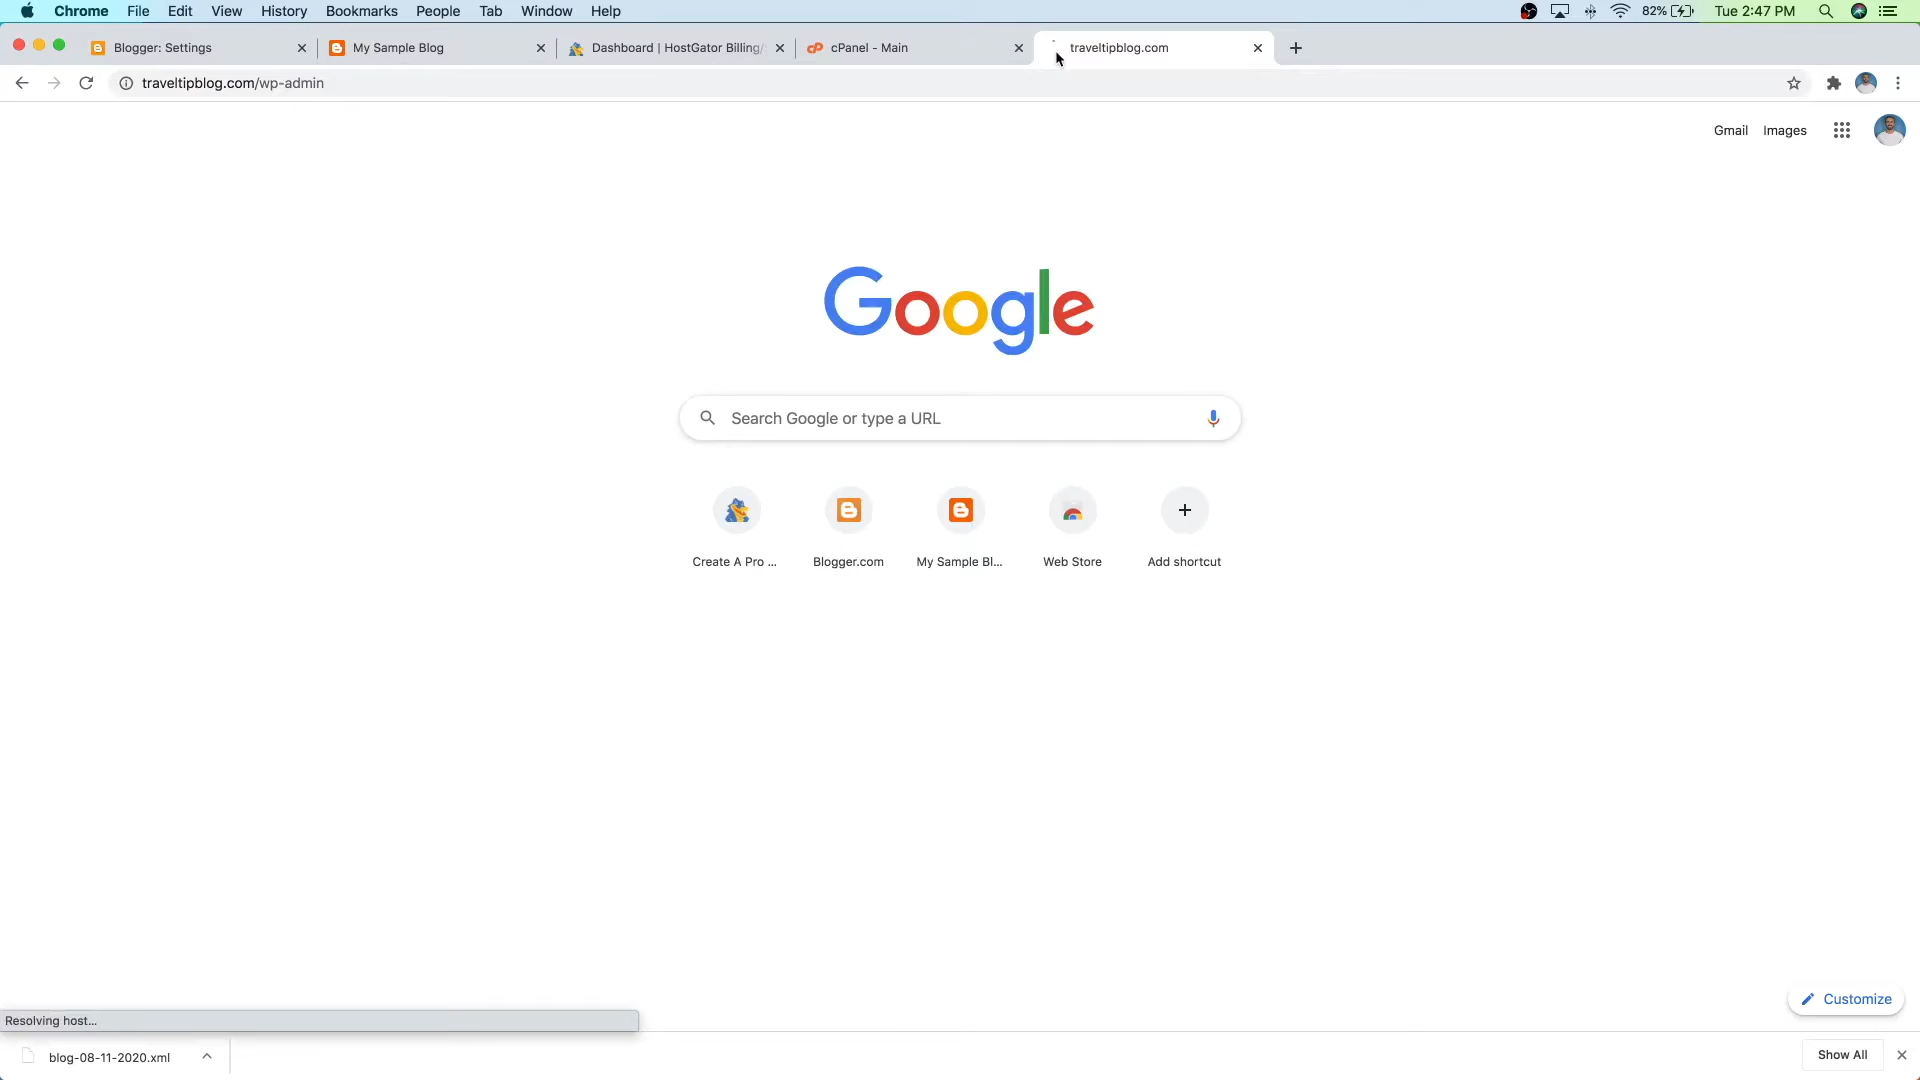 Chrome File Edit View History Bookmarks People Tab Window Help 82% Tue 2:47 PM
Blogger: Settings My Sample Blog Dashboard | HostGator Billing/ cPanel - Main traveltipblog.com
traveltipblog.com/wp-admin
Gmail Images
Google
Search Google or type a URL
Create A Pro ... Blogger.com My Sample Bl... Web Store Add shortcut
Customize
Resolving host...
blog-08-11-2020.xml Show All